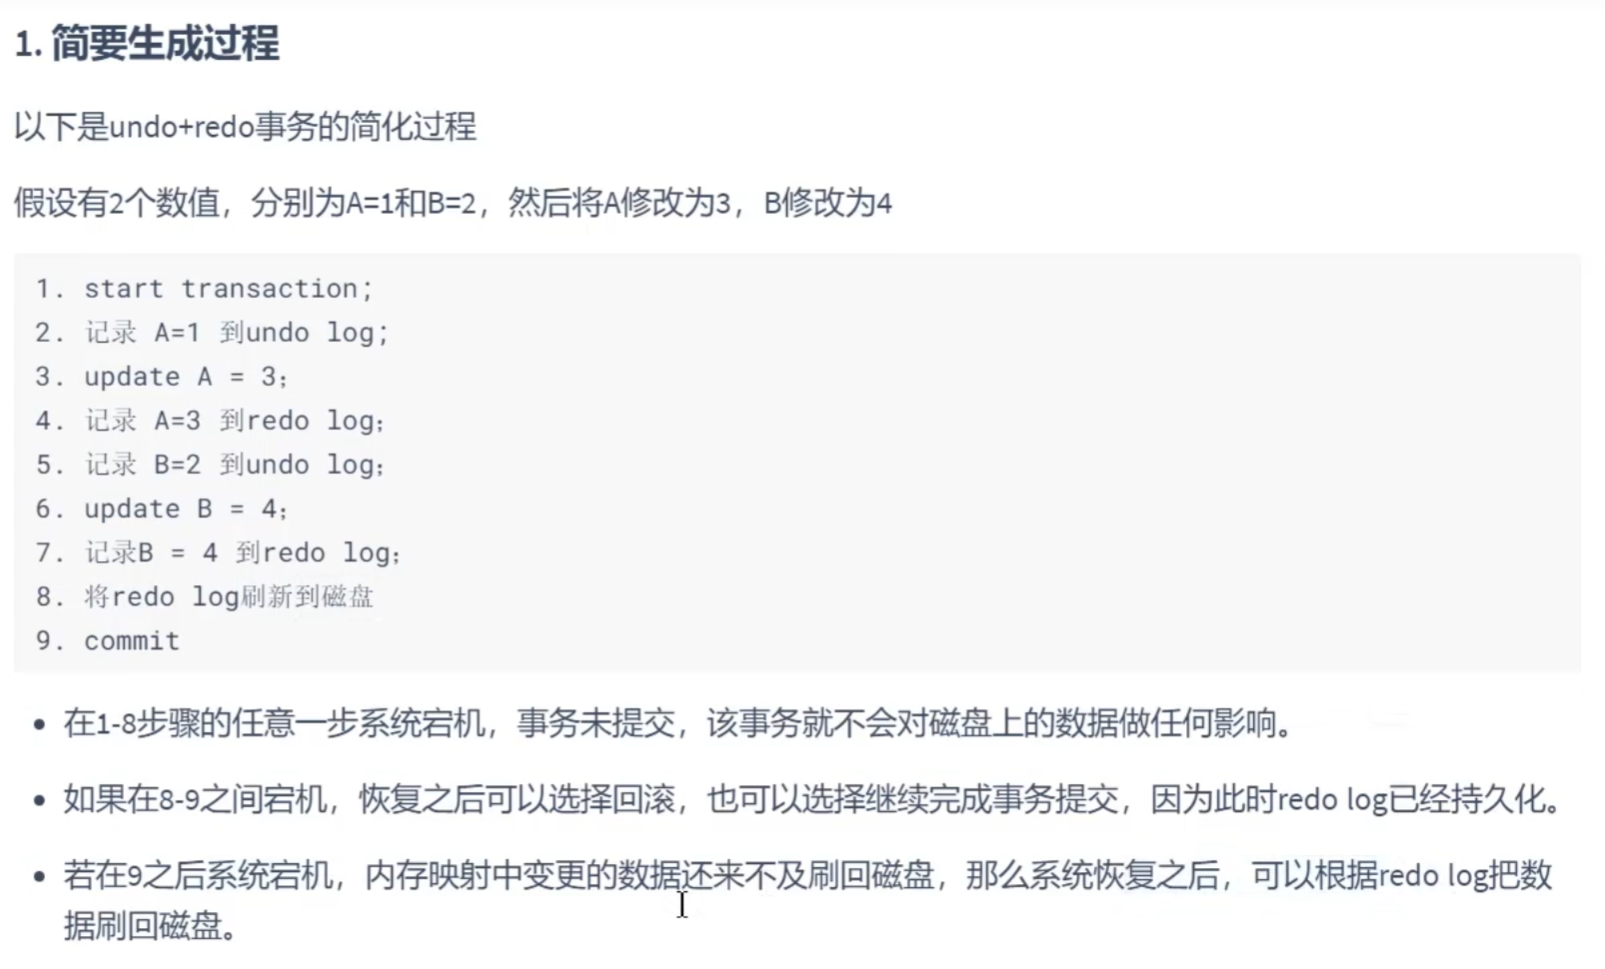 1. 简要生成过程
以下是undo+redo事务的简化过程
假设有2个数值，分别为A=1和B=2，然后将A修改为3，B修改为4
1. start transaction;
2. 记录 A=1 到undo log;
3. update A = 3；
4. 记录 A=3 到redo log；
5. 记录 B=2 到undo log；
6. update B = 4；
7. 记录B = 4 到redo log；
8. 将redo log刷新到磁盘
9. commit
• 在1-8步骤的任意一步系统宕机，事务未提交，该事务就不会对磁盘上的数据做任何影响。
• 如果在8-9之间宕机，恢复之后可以选择回滚，也可以选择继续完成事务提交，因为此时redo log已经持久化。
• 若在9之后系统宕机，内存映射中变更的数据还来不及刷回磁盘，那么系统恢复之后，可以根据redo log把数
据刷回磁盘。